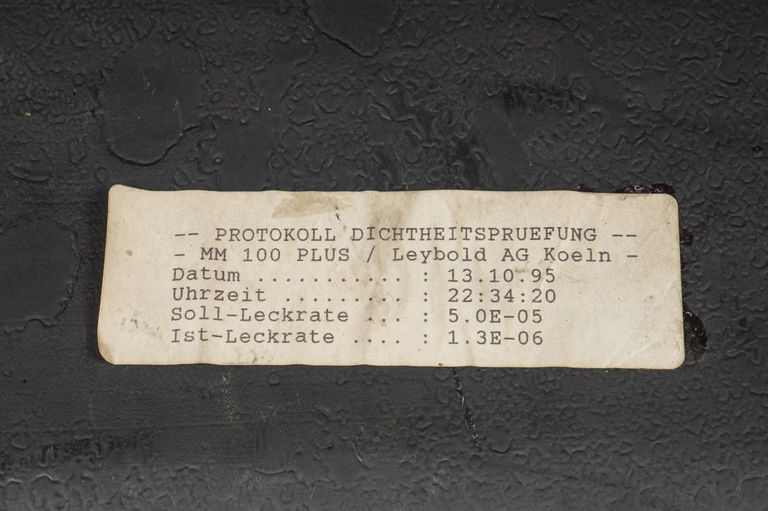 -- PROTOKOLL DICHTHEITSPRUEFUNG --
- MM 100 PLUS / Leybold AG Koeln -
Datum ........... : 13.10.95
Uhrzeit ......... : 22:34:20
Soll-Leckrate ... : 5.0E-05
Ist-Leckrate .... : 1.3E-06